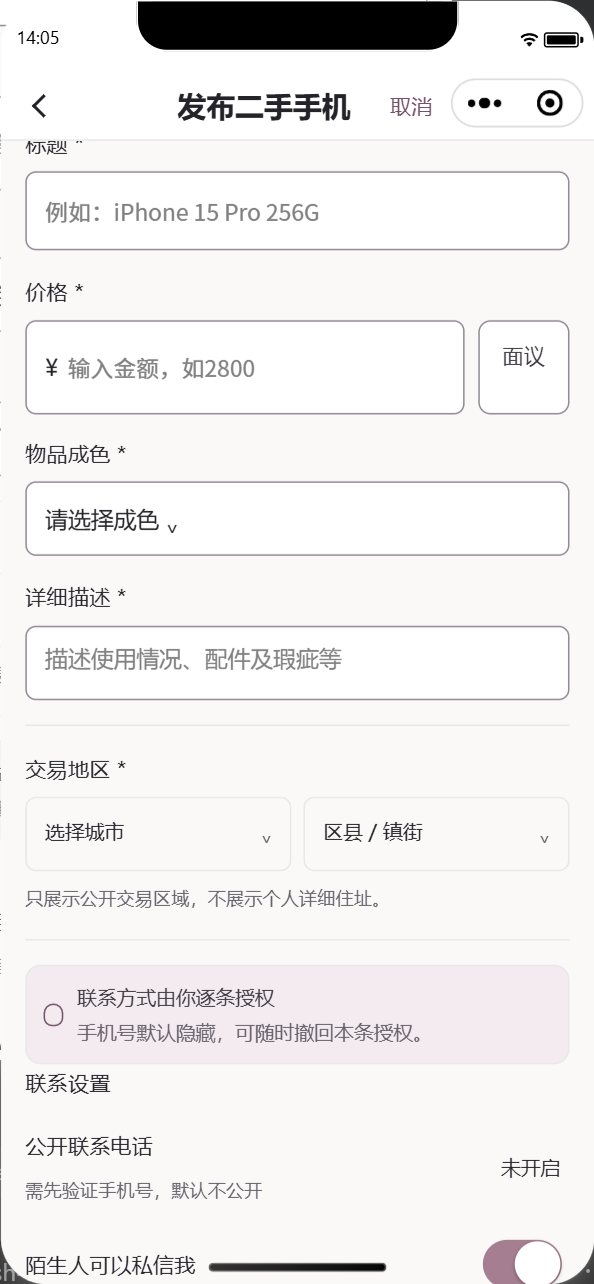 14:05
发布二手手机
取消
标题 *
例如：iPhone 15 Pro 256G
价格 *
¥ 输入金额，如2800
面议
物品成色 *
请选择成色 v
详细描述 *
描述使用情况、配件及瑕疵等
交易地区 *
选择城市 v
区县 / 镇街 v
只展示公开交易区域，不展示个人详细住址。
联系方式由你逐条授权
手机号默认隐藏，可随时撤回本条授权。
联系设置
公开联系电话
未开启
需先验证手机号，默认不公开
陌生人可以私信我